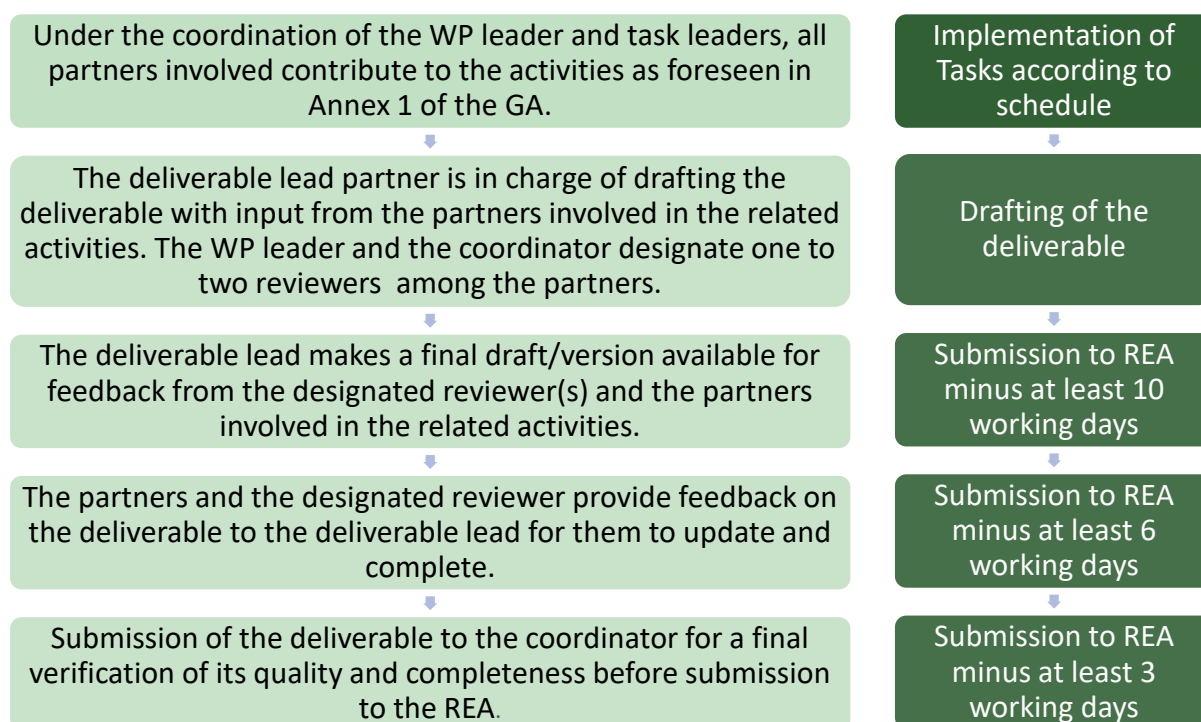 Under the coordination of the WP leader and task leaders, all
partners involved contribute to the activities as foreseen in
Annex 1 of the GA.
Implementation of
Tasks according to
schedule
The deliverable lead partner is in charge of drafting the
deliverable with input from the partners involved in the related
activities. The WP leader and the coordinator designate one to
two reviewers  among the partners.
Drafting of the
deliverable
The deliverable lead makes a final draft/version available for
feedback from the designated reviewer(s) and the partners
involved in the related activities.
Submission to REA
minus at least 10
working days
The partners and the designated reviewer provide feedback on
the deliverable to the deliverable lead for them to update and
complete.
Submission to REA
minus at least 6
working days
Submission of the deliverable to the coordinator for a final
verification of its quality and completeness before submission
to the REA.
Submission to REA
minus at least 3
working days